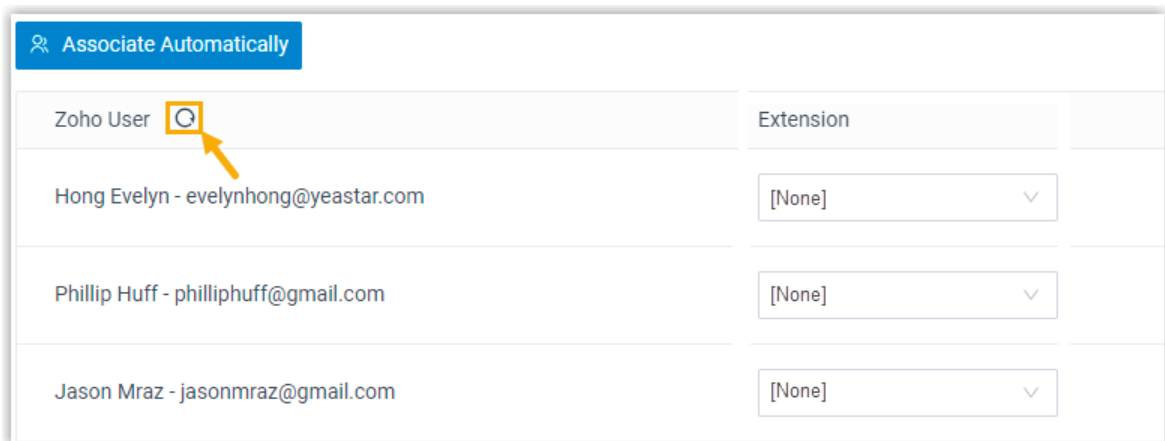 Associate Automatically
Zoho User Extension
Hong Evelyn - evelynhong@yeastar.com [None]
Phillip Huff - philliphuff@gmail.com [None]
Jason Mraz - jasonmraz@gmail.com [None]